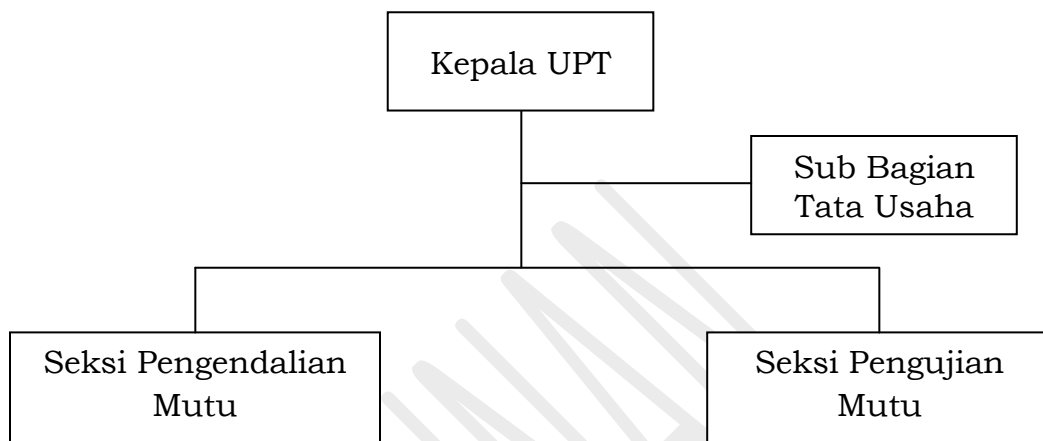 Kepala UPT
Sub Bagian
Tata Usaha
Seksi Pengendalian
Mutu
Seksi Pengujian
Mutu